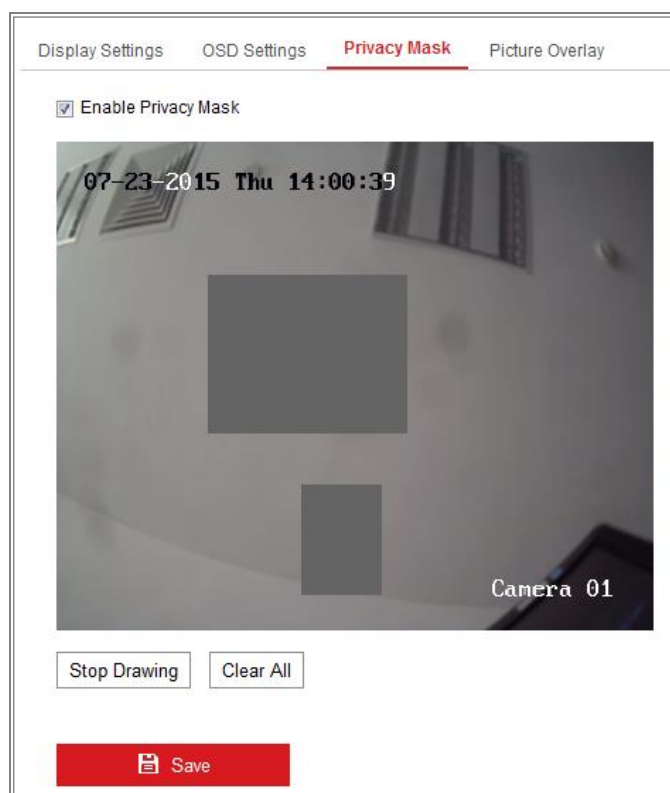 Display Settings OSD Settings Privacy Mask Picture Overlay
Enable Privacy Mask
07-23-2015 Thu 14:00:39
Camera 01
Stop Drawing Clear All
Save